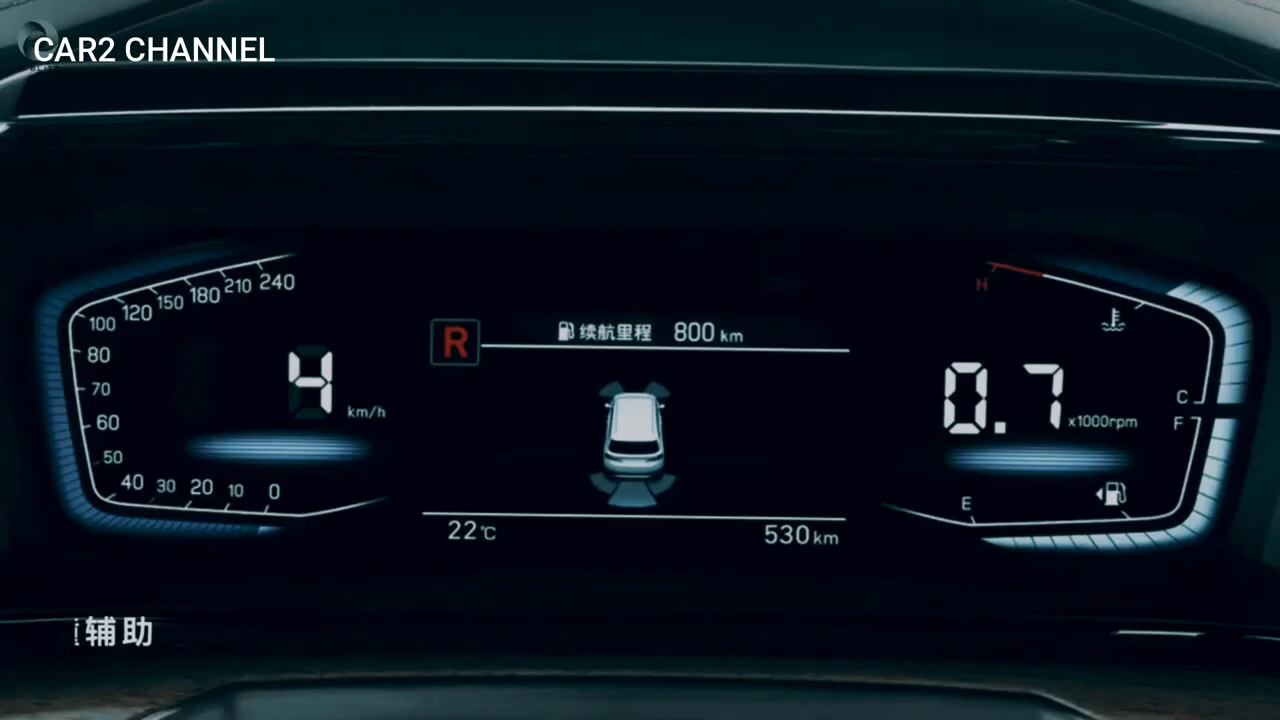 CAR2 CHANNEL
240
210
180
150
120
100
80
70
60
50
40 30 20 10 0
4
km/h
R
续航里程 800 km
22℃
530km
H
0.7
x1000rpm
C
F
E
辅助